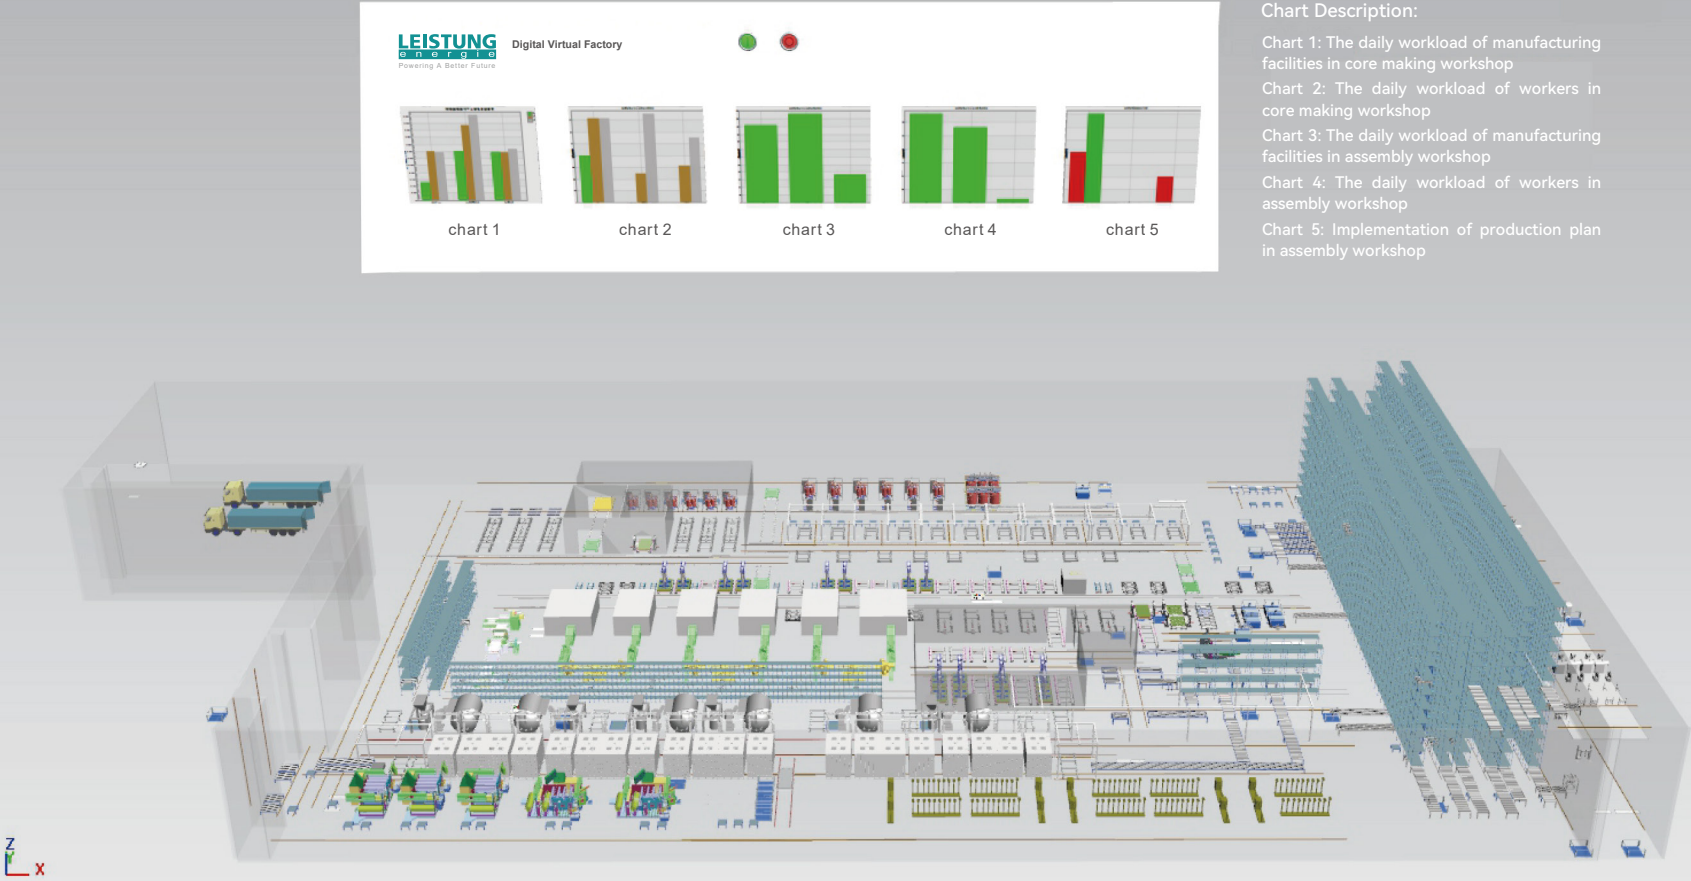 LEISTUNG
energie
Powering A Better Future
Digital Virtual Factory
chart 1
chart 2
chart 3
chart 4
chart 5
Chart Description:
Chart 1: The daily workload of manufacturing
facilities in core making workshop
Chart 2: The daily workload of workers in
core making workshop
Chart 3: The daily workload of manufacturing
facilities in assembly workshop
Chart 4: The daily workload of workers in
assembly workshop
Chart 5: Implementation of production plan
in assembly workshop
Z
Y
X